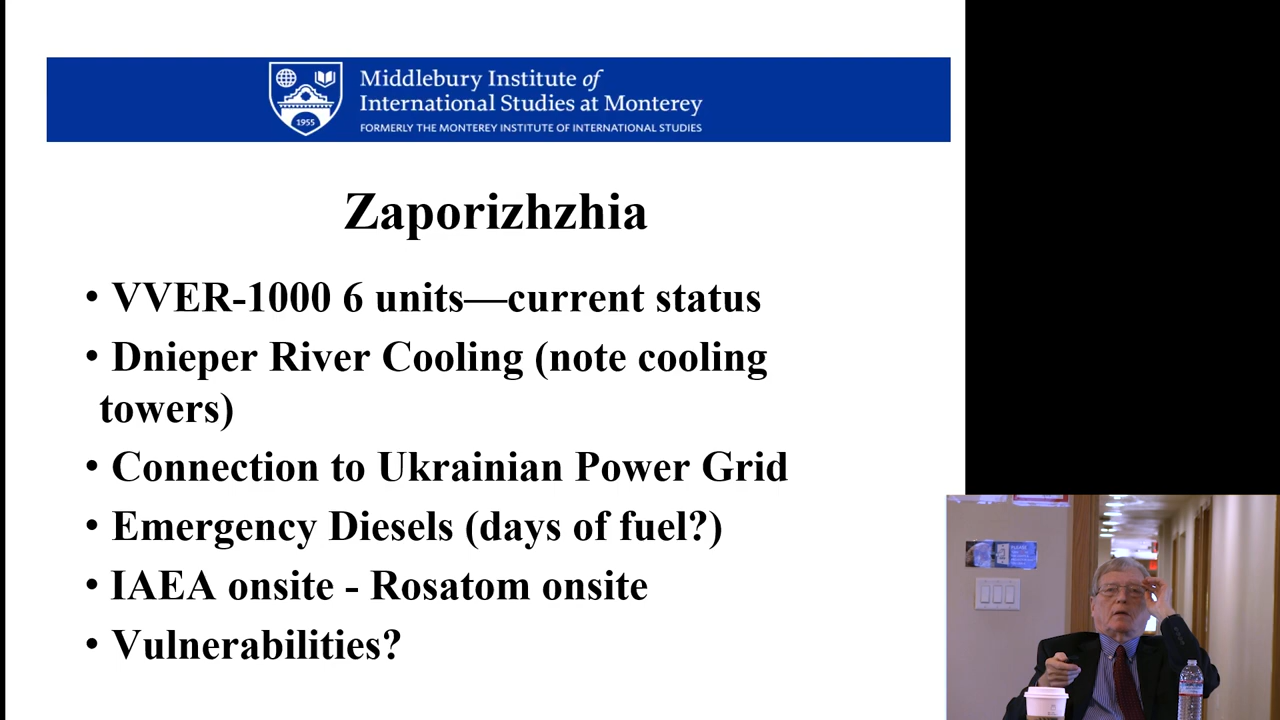 Middlebury Institute of
International Studies at Monterey
FORMERLY THE MONTEREY INSTITUTE OF INTERNATIONAL STUDIES
1955
Zaporizhzhia
• VVER-1000 6 units—current status
• Dnieper River Cooling (note cooling
towers)
• Connection to Ukrainian Power Grid
• Emergency Diesels (days of fuel?)
• IAEA onsite - Rosatom onsite
• Vulnerabilities?